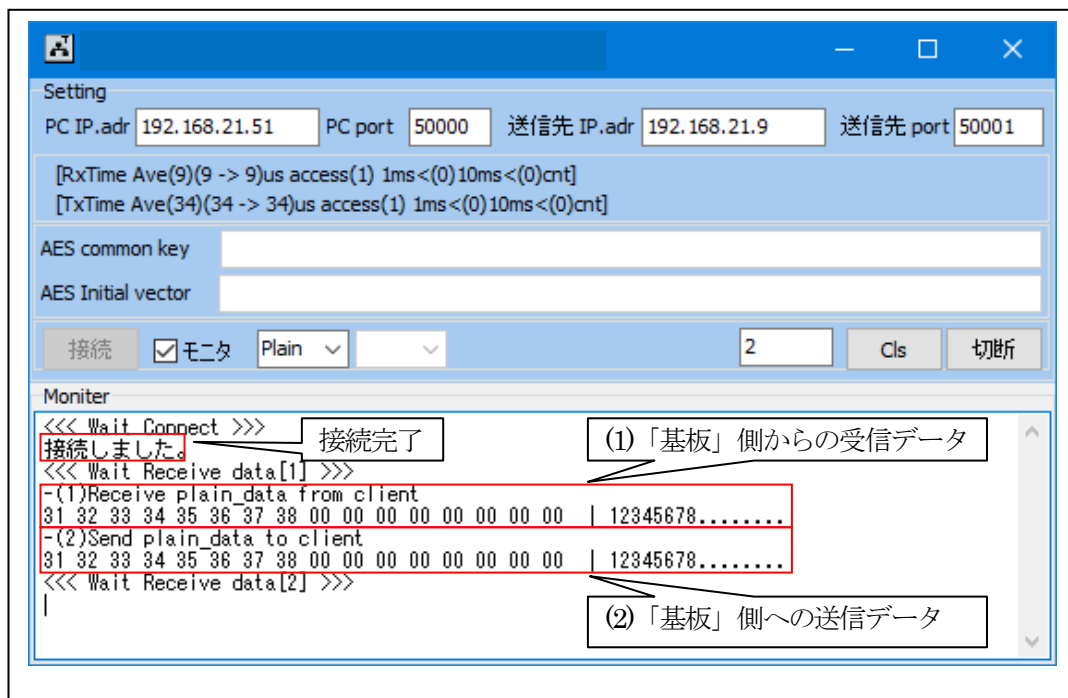 Setting
PC IP.adr 192.168.21.51 PC port 50000 送信先 IP.adr 192.168.21.9 送信先 port 50001
[RxTime Ave(9)(9 -> 9)us access(1) 1ms<(0)10ms<(0)cnt]
[TxTime Ave(34)(34 -> 34)us access(1) 1ms<(0)10ms<(0)cnt]
AES common key
AES Initial vector
接続 モニタ Plain 2 Cls 切断
Moniter
<<< Wait Connect >>>
接続しました。 接続完了 (1)「基板」側からの受信データ
<<< Wait Receive data[1] >>>
-(1)Receive plain_data from client
31 32 33 34 35 36 37 38 00 00 00 00 00 00 00 00 | 12345678........
-(2)Send plain_data to client
31 32 33 34 35 36 37 38 00 00 00 00 00 00 00 00 | 12345678........
<<< Wait Receive data[2] >>>
(2)「基板」側への送信データ